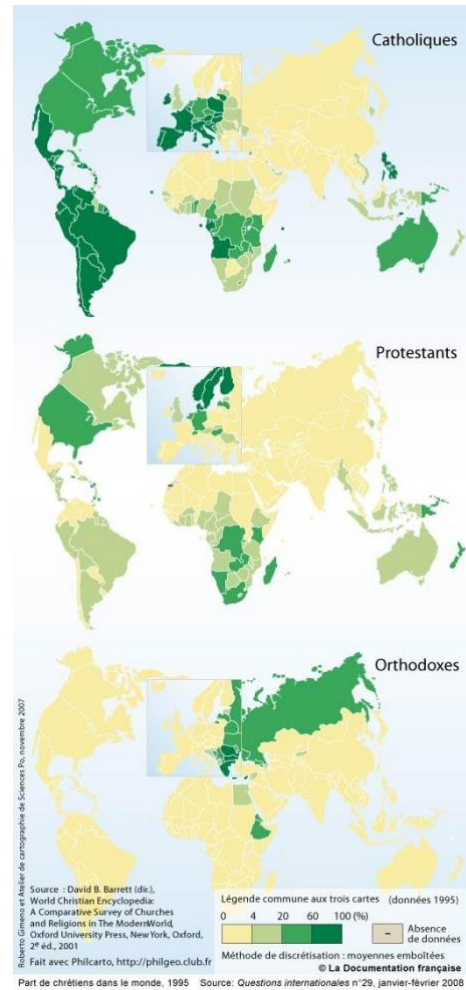 Catholiques
Protestants
Orthodoxes
Roberto Gimeno et Atelier de cartographie de Sciences Po, novembre 2007
Source : David B. Barrett (dir.),
World Christian Encyclopedia:
A Comparative Survey of Churches
and Religions in The ModernWorld,
Oxford University Press, New York, Oxford,
2e éd., 2001
Fait avec Philcarto, http://philgeo.club.fr
Légende commune aux trois cartes (données 1995)
0 4 20 60 100 (%)
- Absence
de données
Méthode de discrétisation : moyennes emboîtées
© La Documentation française
Part de chrétiens dans le monde, 1995 Source: Questions internationales n°29, janvier-février 2008